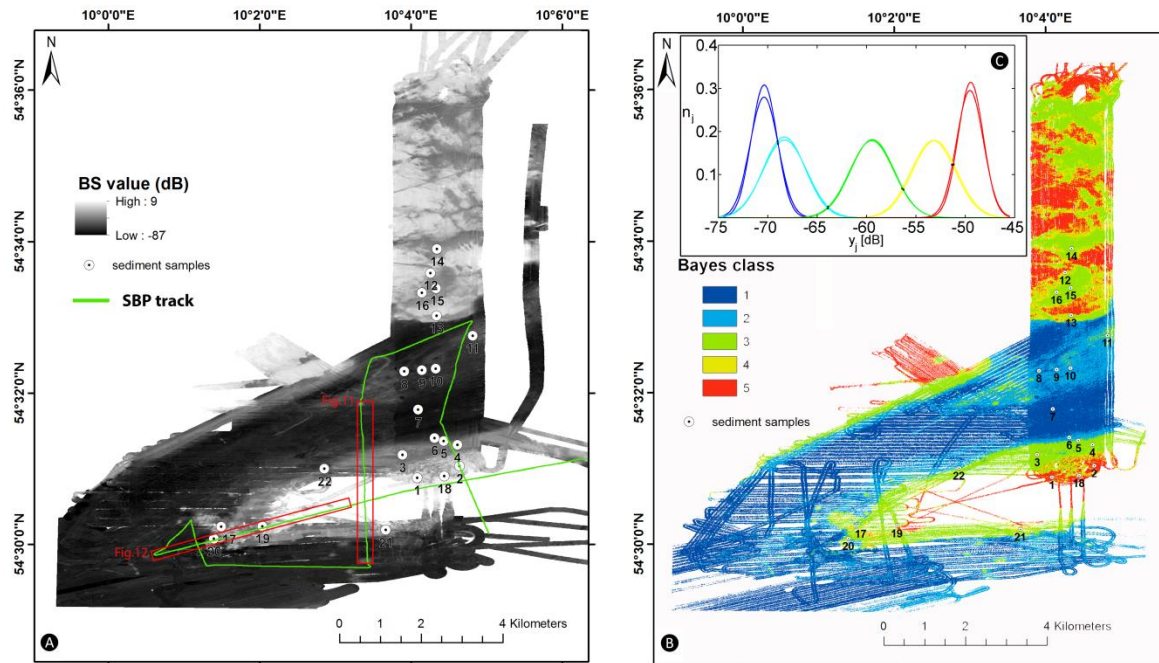 10°0'0"E 10°2'0"E 10°4'0"E 10°6'0"E
N
54°36'0"N
54°34'0"N
54°32'0"N
54°30'0"N
BS value (dB)
High : 9
Low : -87
sediment samples
SBP track
14
12
15
16
13
11
8
9
10
7
Fig.11
6
5
4
3
2
22
1
18
17
19
20
21
Fig.12
0 2 4 Kilometers
A
10°0'0"E 10°2'0"E 10°4'0"E
N
54°36'0"N
54°34'0"N
54°32'0"N
54°30'0"N
C
0.4
0.3
0.2
0.1
nj
-75 -70 -65 -60 -55 -50 -45
yj [dB]
Bayes class
1
2
3
4
5
sediment samples
14
12
16
15
13
11
8
9
10
7
6
5
4
3
2
22
1
18
17
19
20
21
0 1 2 4 Kilometers
B